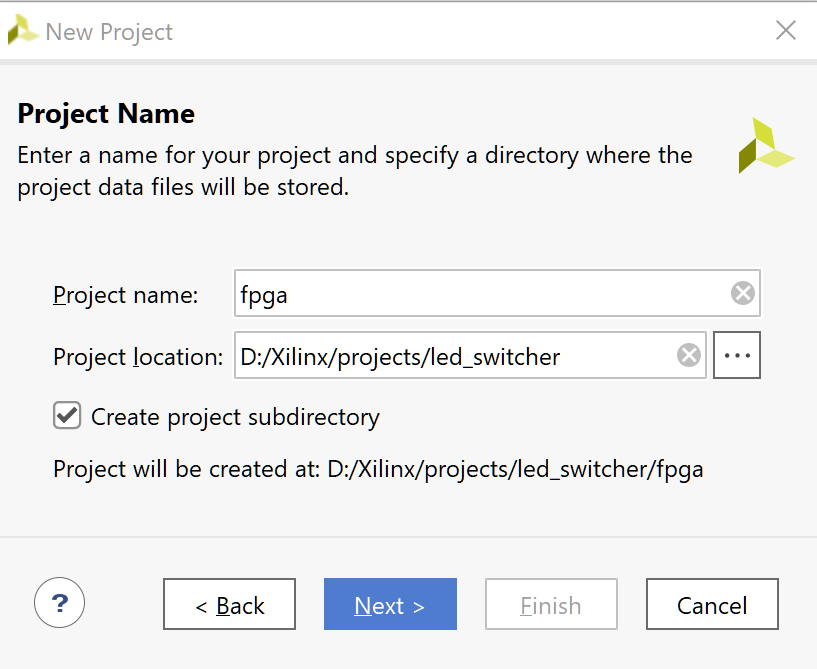 New Project
Project Name
Enter a name for your project and specify a directory where the
project data files will be stored.
Project name: fpga
Project location: D:/Xilinx/projects/led_switcher ...
Create project subdirectory
Project will be created at: D:/Xilinx/projects/led_switcher/fpga
? < Back Next > Finish Cancel